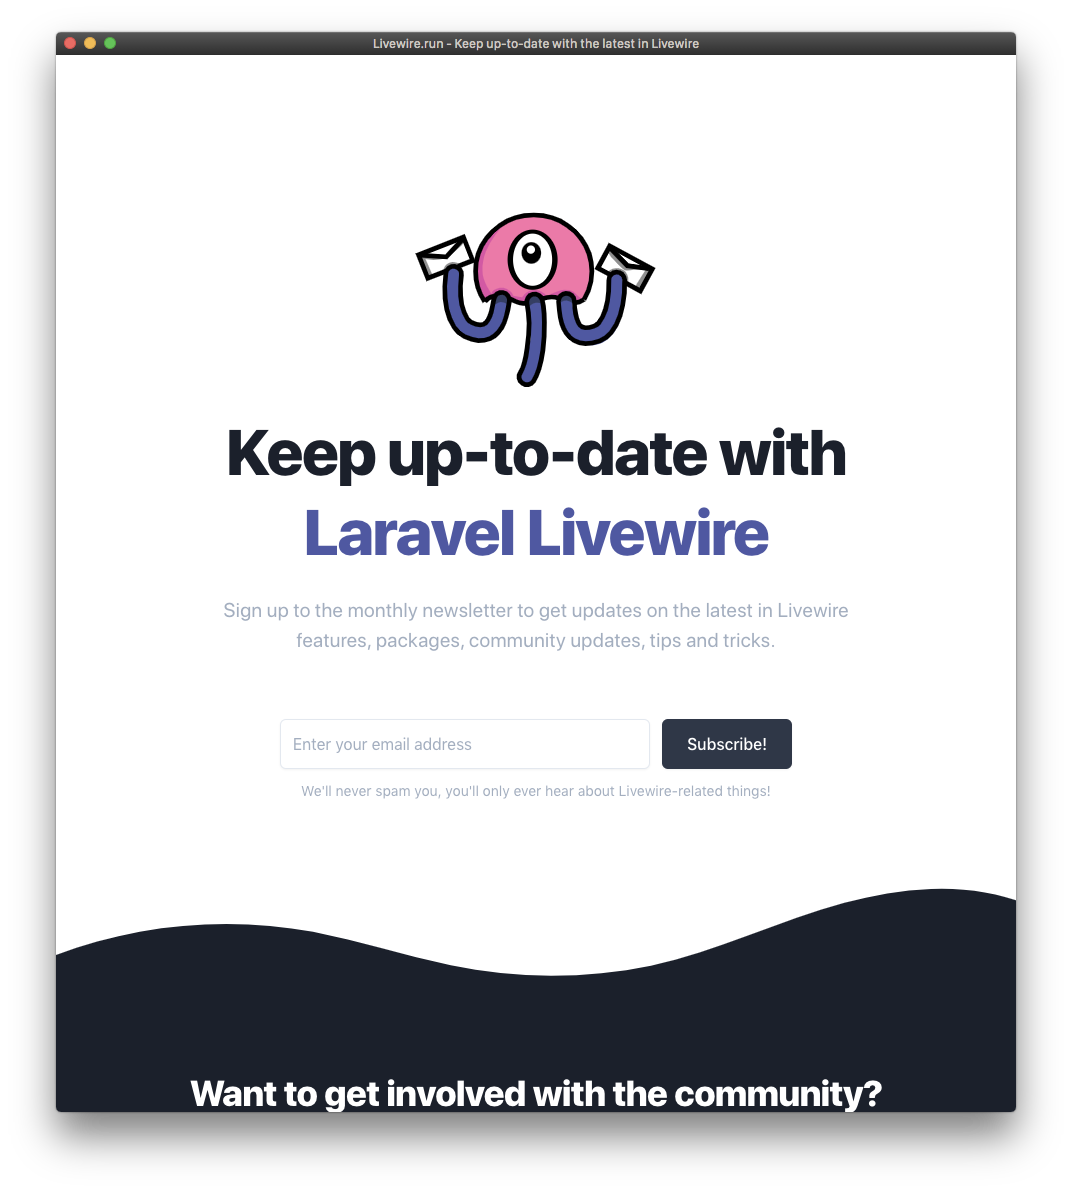 Livewire.run - Keep up-to-date with the latest in Livewire
Keep up-to-date with
Laravel Livewire
Sign up to the monthly newsletter to get updates on the latest in Livewire
features, packages, community updates, tips and tricks.
Enter your email address
Subscribe!
We'll never spam you, you'll only ever hear about Livewire-related things!
Want to get involved with the community?